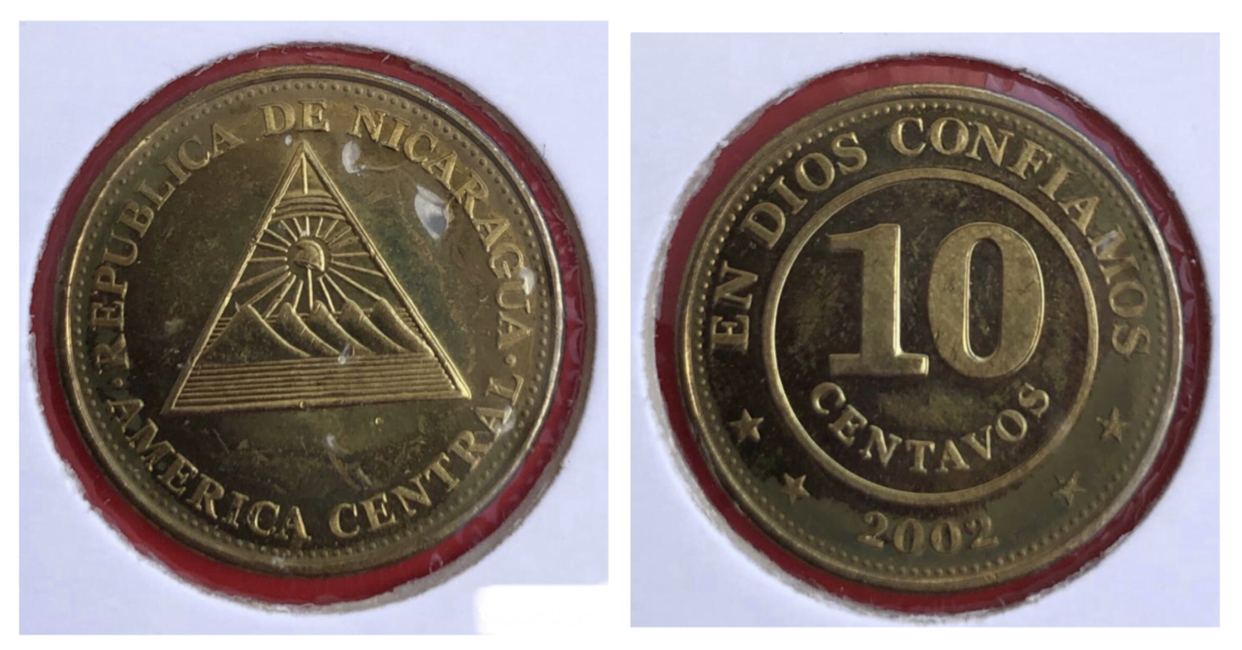 REPUBLICA DE NICARAGUA
AMERICA CENTRAL
EN DIOS CONFIAMOS
10
CENTAVOS
2002